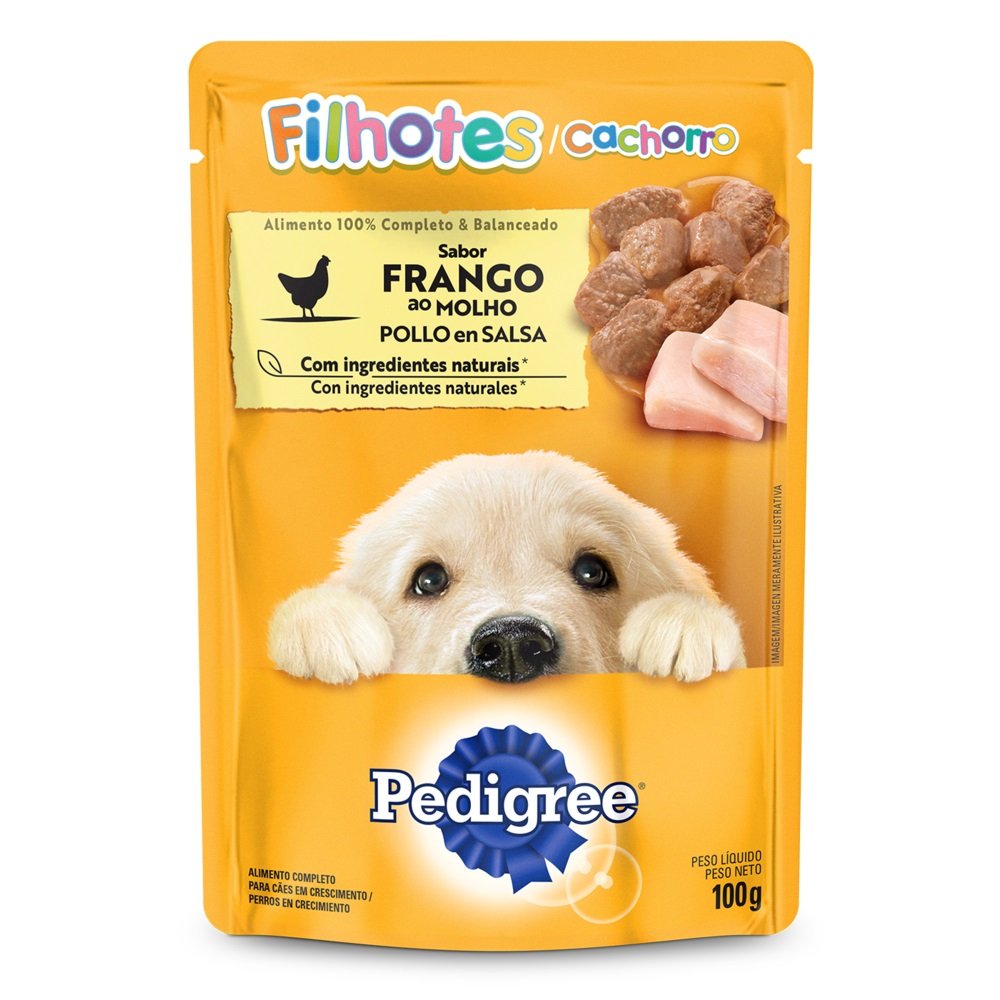 Filhotes / Cachorro
Alimento 100% Completo & Balanceado
Sabor
FRANGO
ao MOLHO
POLLO en SALSA
Com ingredientes naturais*
Con ingredientes naturales*
IMAGEM/IMAGEN MERAMENTE ILUSTRATIVA
Pedigree®
ALIMENTO COMPLETO
PARA CÃES EM CRESCIMENTO /
PERROS EN CRECIMIENTO
PESO LÍQUIDO
PESO NETO
100g